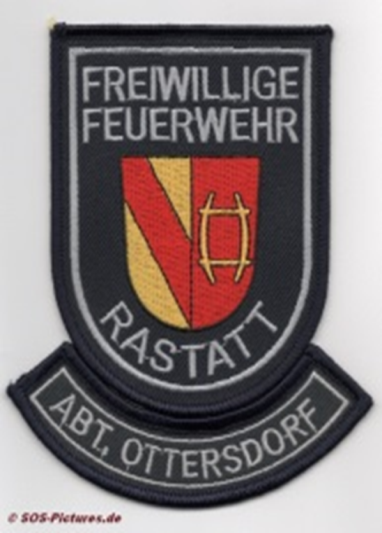 FREIWILLIGE
FEUERWEHR
RASTATT
ABT. OTTERSDORF
© SOS-Pictures.de